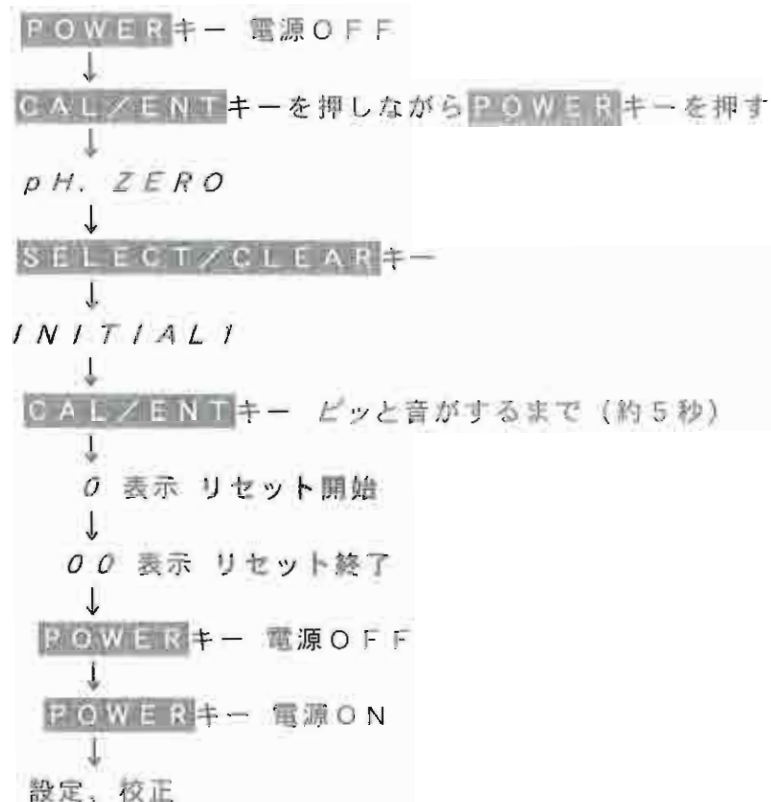 POWERキー 電源OFF
↓
CAL/ENTキーを押しながらPOWERキーを押す
↓
pH. ZERO
↓
SELECT/CLEARキー
↓
INITIAL1
↓
CAL/ENTキー ピッと音がするまで (約5秒)
↓
0 表示 リセット開始
↓
00 表示 リセット終了
↓
POWERキー 電源OFF
↓
POWERキー 電源ON
↓
設定、校正